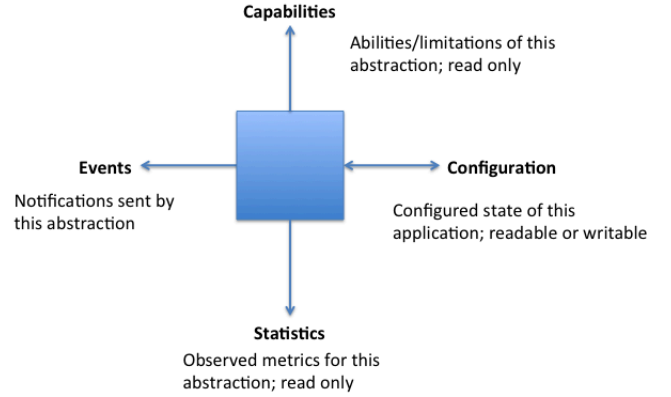 Capabilities
Abilities/limitations of this
abstraction; read only
Events
Notifications sent by
this abstraction
Configuration
Configured state of this
application; readable or writable
Statistics
Observed metrics for this
abstraction; read only